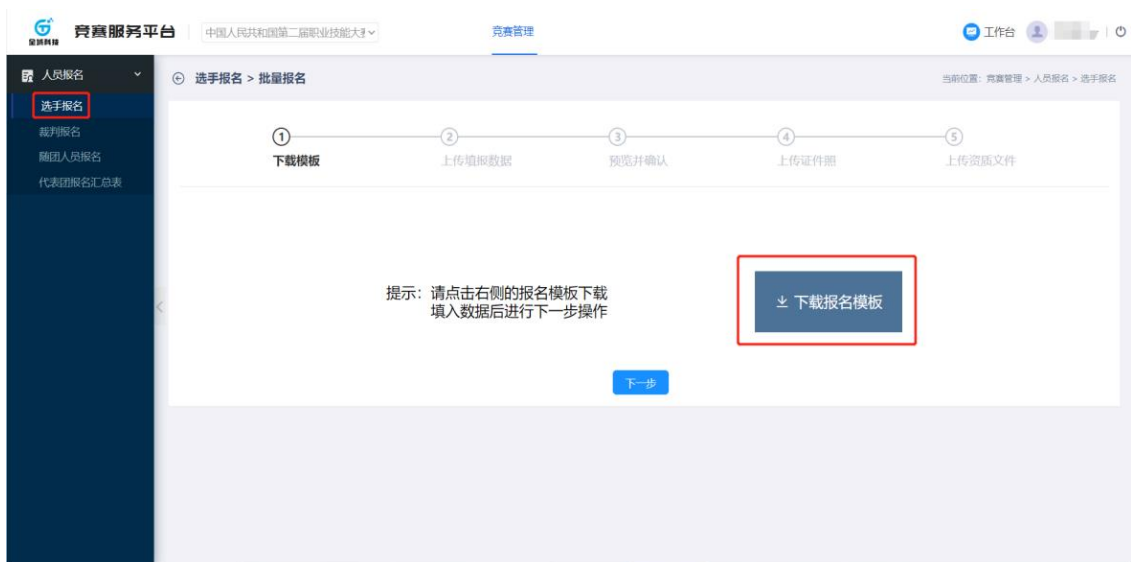 金拱科技
竞赛服务平台
中国人民共和国第二届职业技能大赛
竞赛管理
工作台
人员报名
选手报名
裁判报名
随团人员报名
代表团报名汇总表
选手报名 > 批量报名
当前位置：竞赛管理 > 人员报名 > 选手报名
1
下载模板
2
上传填报数据
3
预览并确认
4
上传证件照
5
上传资质文件
提示：请点击右侧的报名模板下载
填入数据后进行下一步操作
下载报名模板
下一步